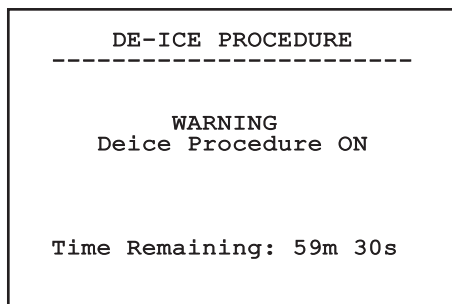 DE-ICE PROCEDURE
------------------------
WARNING
Deice Procedure ON
Time Remaining: 59m 30s